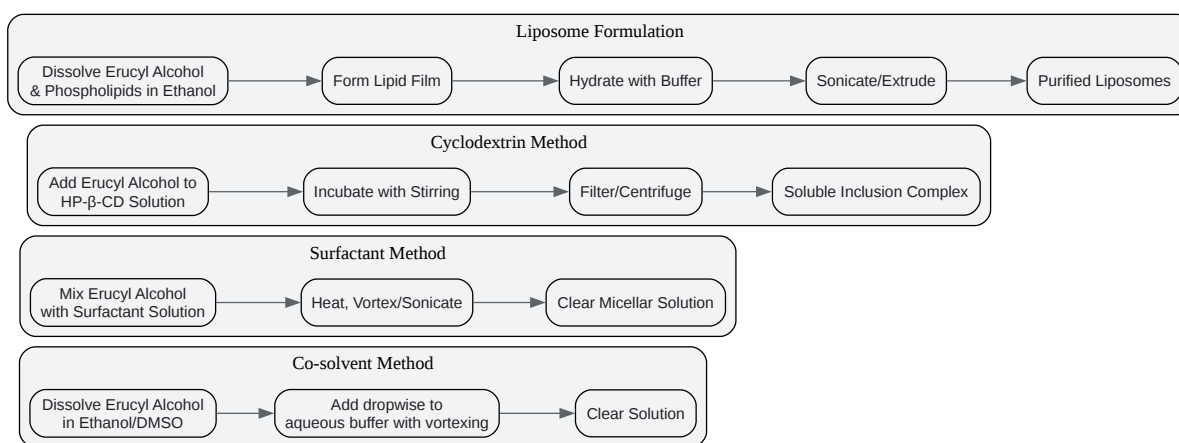 Liposome Formulation
Dissolve Erucyl Alcohol
& Phospholipids in Ethanol
Form Lipid Film
Hydrate with Buffer
Sonicate/Extrude
Purified Liposomes
Cyclodextrin Method
Add Erucyl Alcohol to
HP-β-CD Solution
Incubate with Stirring
Filter/Centrifuge
Soluble Inclusion Complex
Surfactant Method
Mix Erucyl Alcohol
with Surfactant Solution
Heat, Vortex/Sonicate
Clear Micellar Solution
Co-solvent Method
Dissolve Erucyl Alcohol
in Ethanol/DMSO
Add dropwise to
aqueous buffer with vortexing
Clear Solution